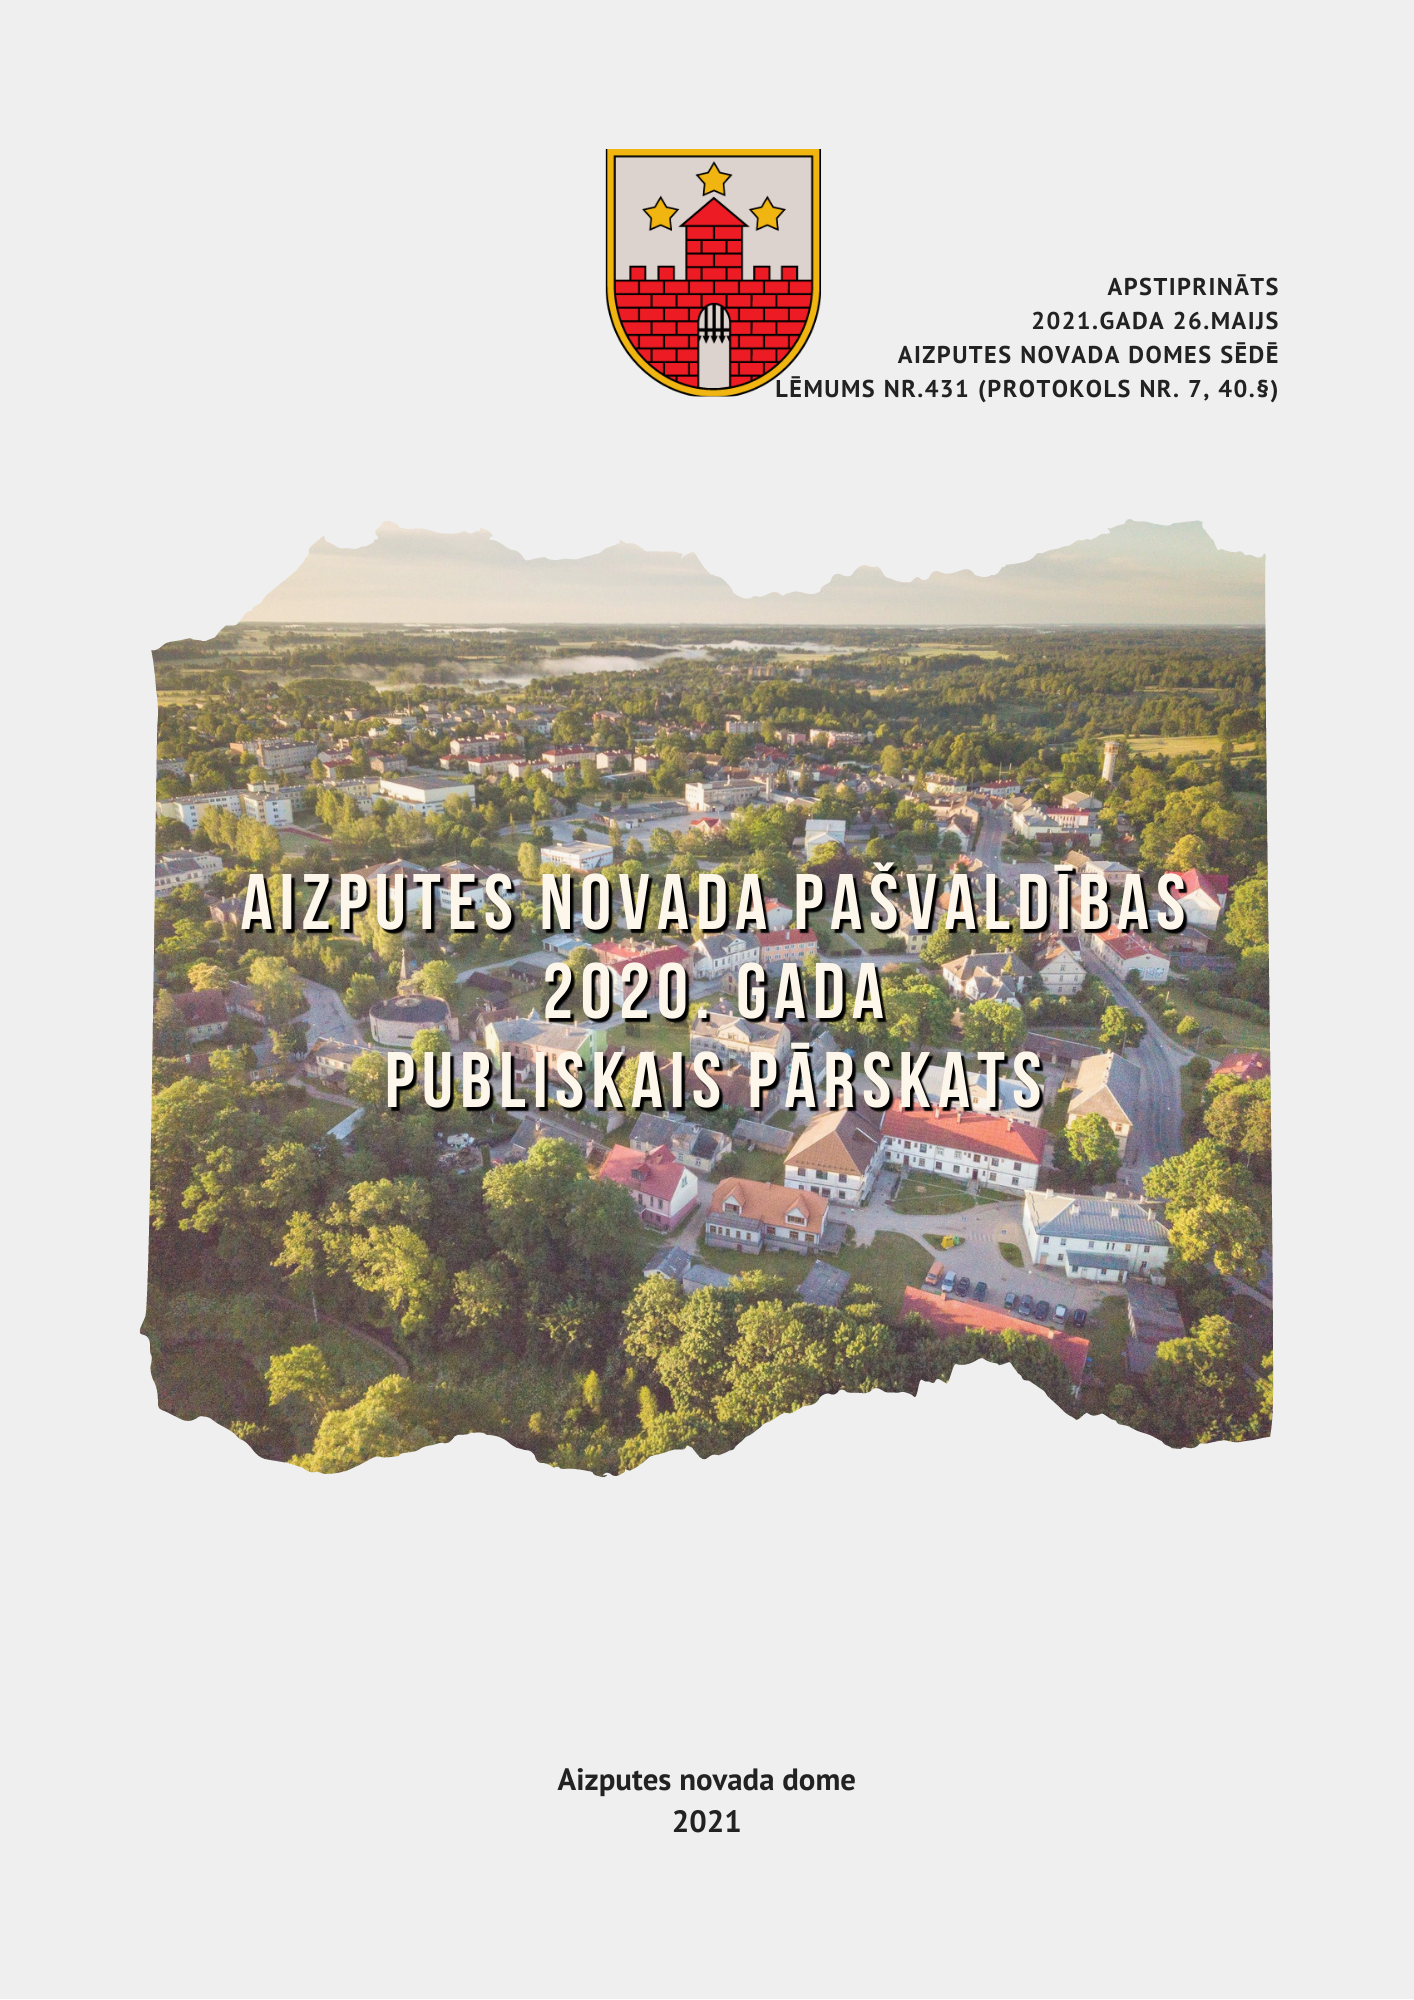 APSTIPRINĀTS
2021.GADA 26.MAIJS
AIZPUTES NOVADA DOMES SĒDĒ
LĒMUMS NR.431 (PROTOKOLS NR. 7, 40.§)
AIZPUTES NOVADA PAŠVALDĪBAS
2020. GADA
PUBLISKAIS PĀRSKATS
Aizputes novada dome
2021